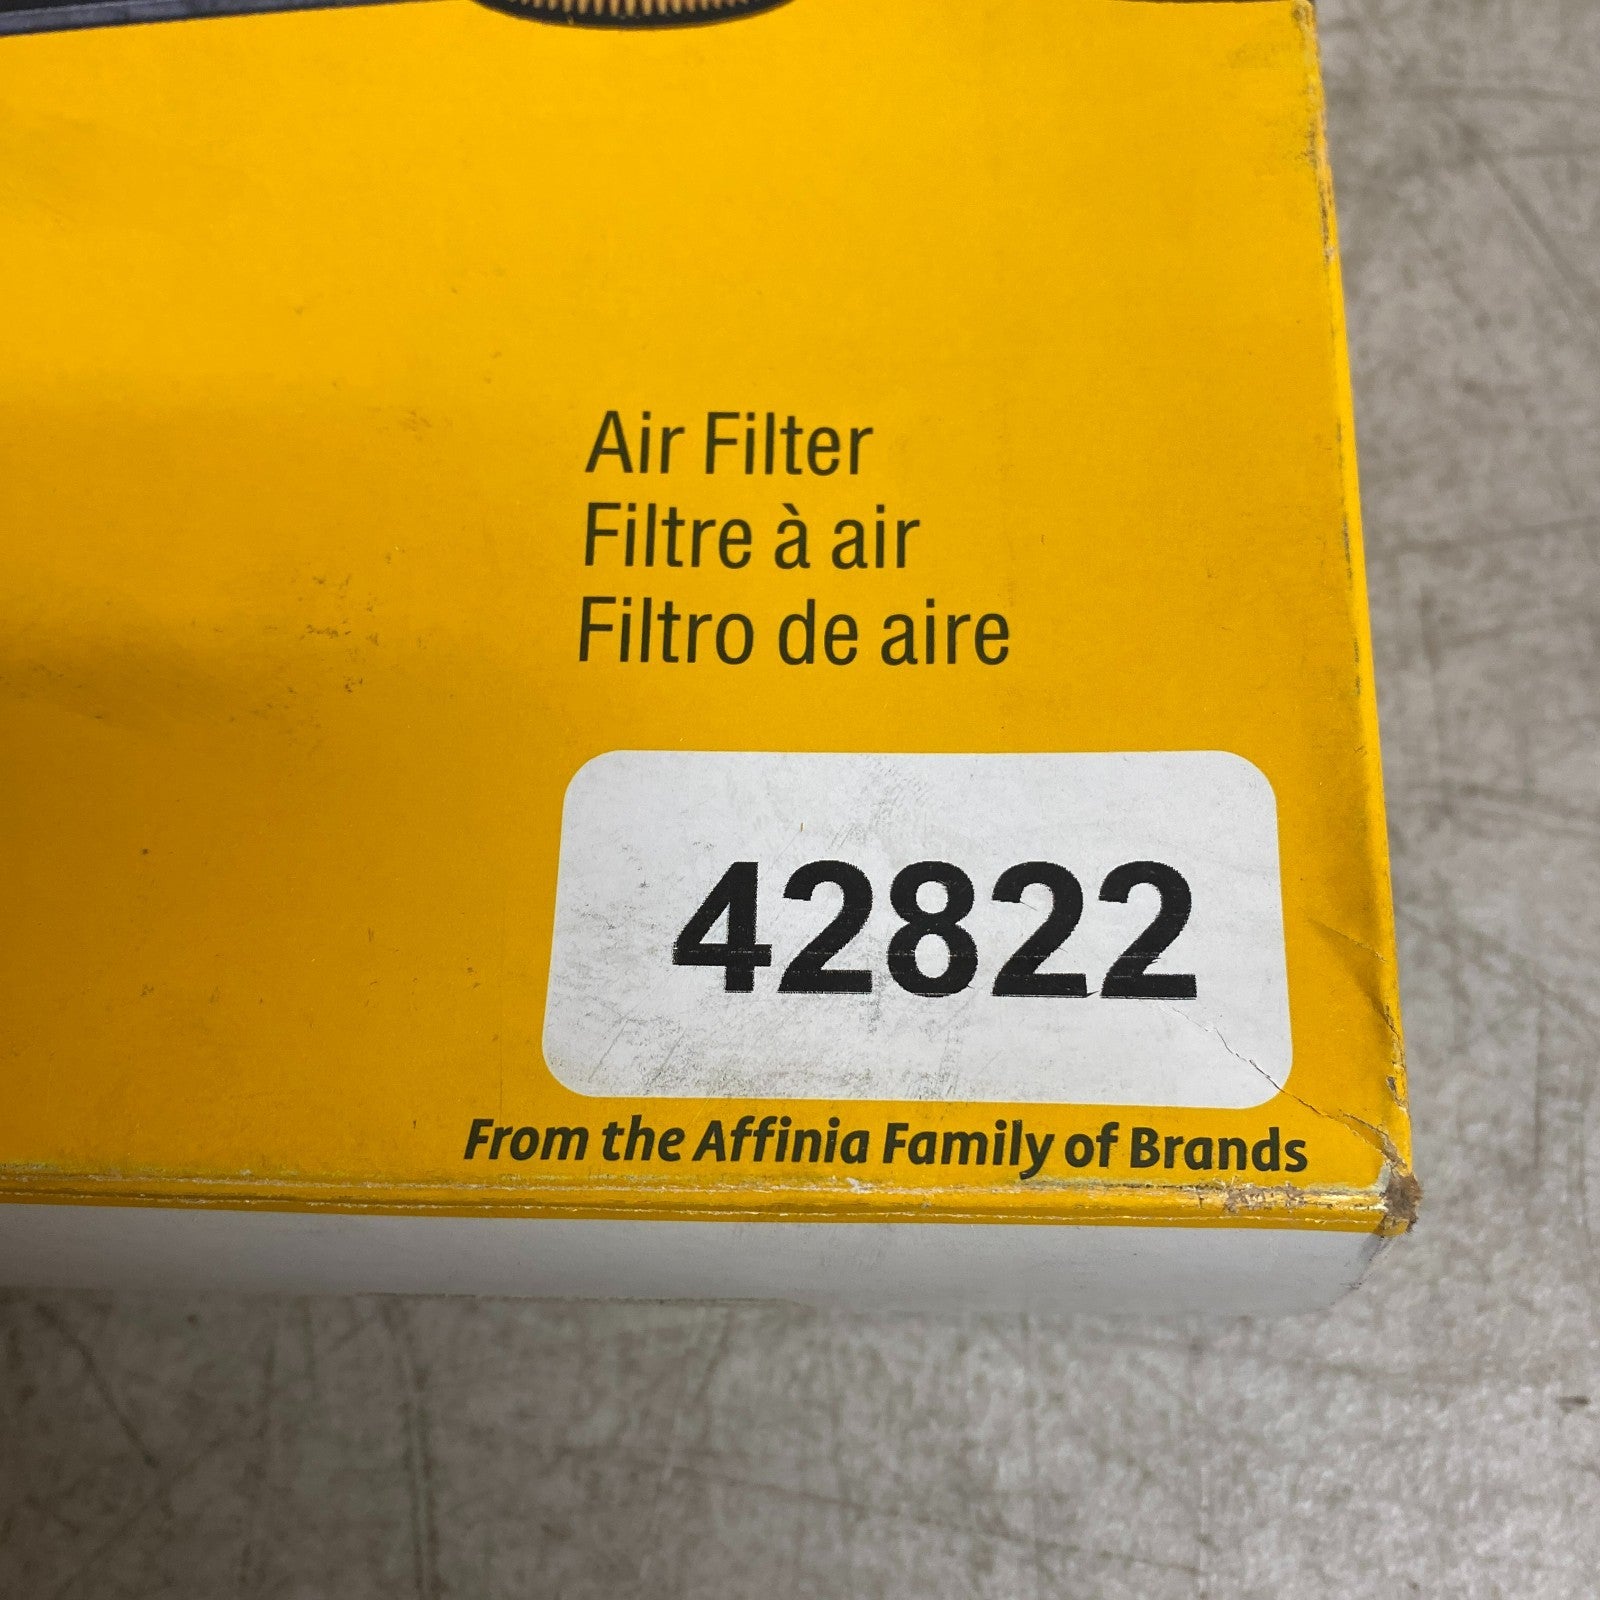 Air Filter
Filtre à air
Filtro de aire
42822
From the Affinia Family of Brands